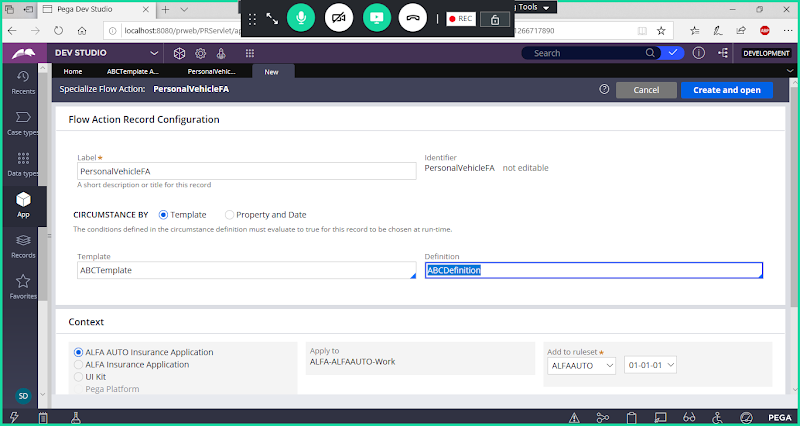 Pega Dev Studio
g Tools
REC
localhost:8080/prweb/PRServlet/ap
1266717890
ABP
DEV STUDIO
Search
DEVELOPMENT
Home
ABCTemplate A...
PersonalVehicl...
New
Recents
Case types
Data types
App
Records
Favorites
SD
Specialize Flow Action: PersonalVehicleFA
Cancel
Create and open
Flow Action Record Configuration
Label ★
PersonalVehicleFA
A short description or title for this record
Identifier
PersonalVehicleFA not editable
CIRCUMSTANCE BY Template Property and Date
The conditions defined in the circumstance definition must evaluate to true for this record to be chosen at run-time.
Template
ABCTemplate
Definition
ABCDefinition
Context
ALFA AUTO Insurance Application
ALFA Insurance Application
UI Kit
Pega Platform
Apply to
ALFA-ALFAAUTO-Work
Add to ruleset ★
ALFAAUTO
01-01-01
PEGA